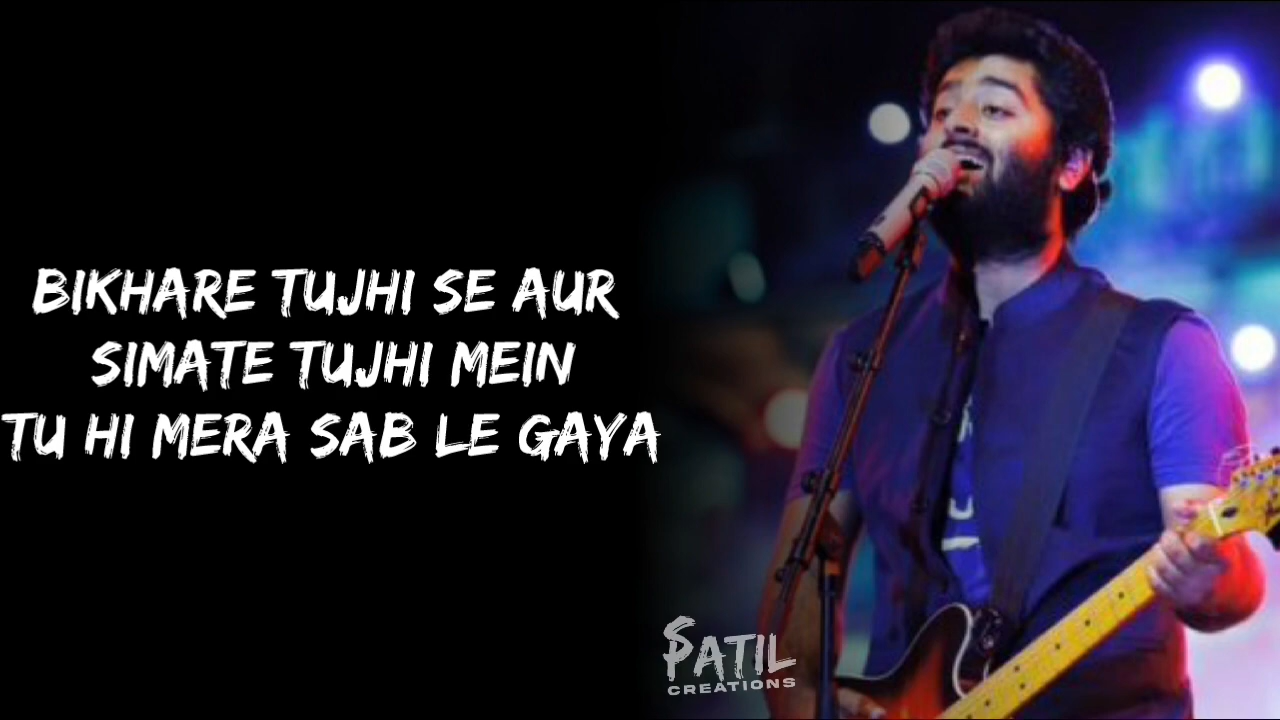 BIKHARE TUJHI SE AUR
SIMATE TUJHI MEIN
TU HI MERA SAB LE GAYA
PATIL
CREATIONS